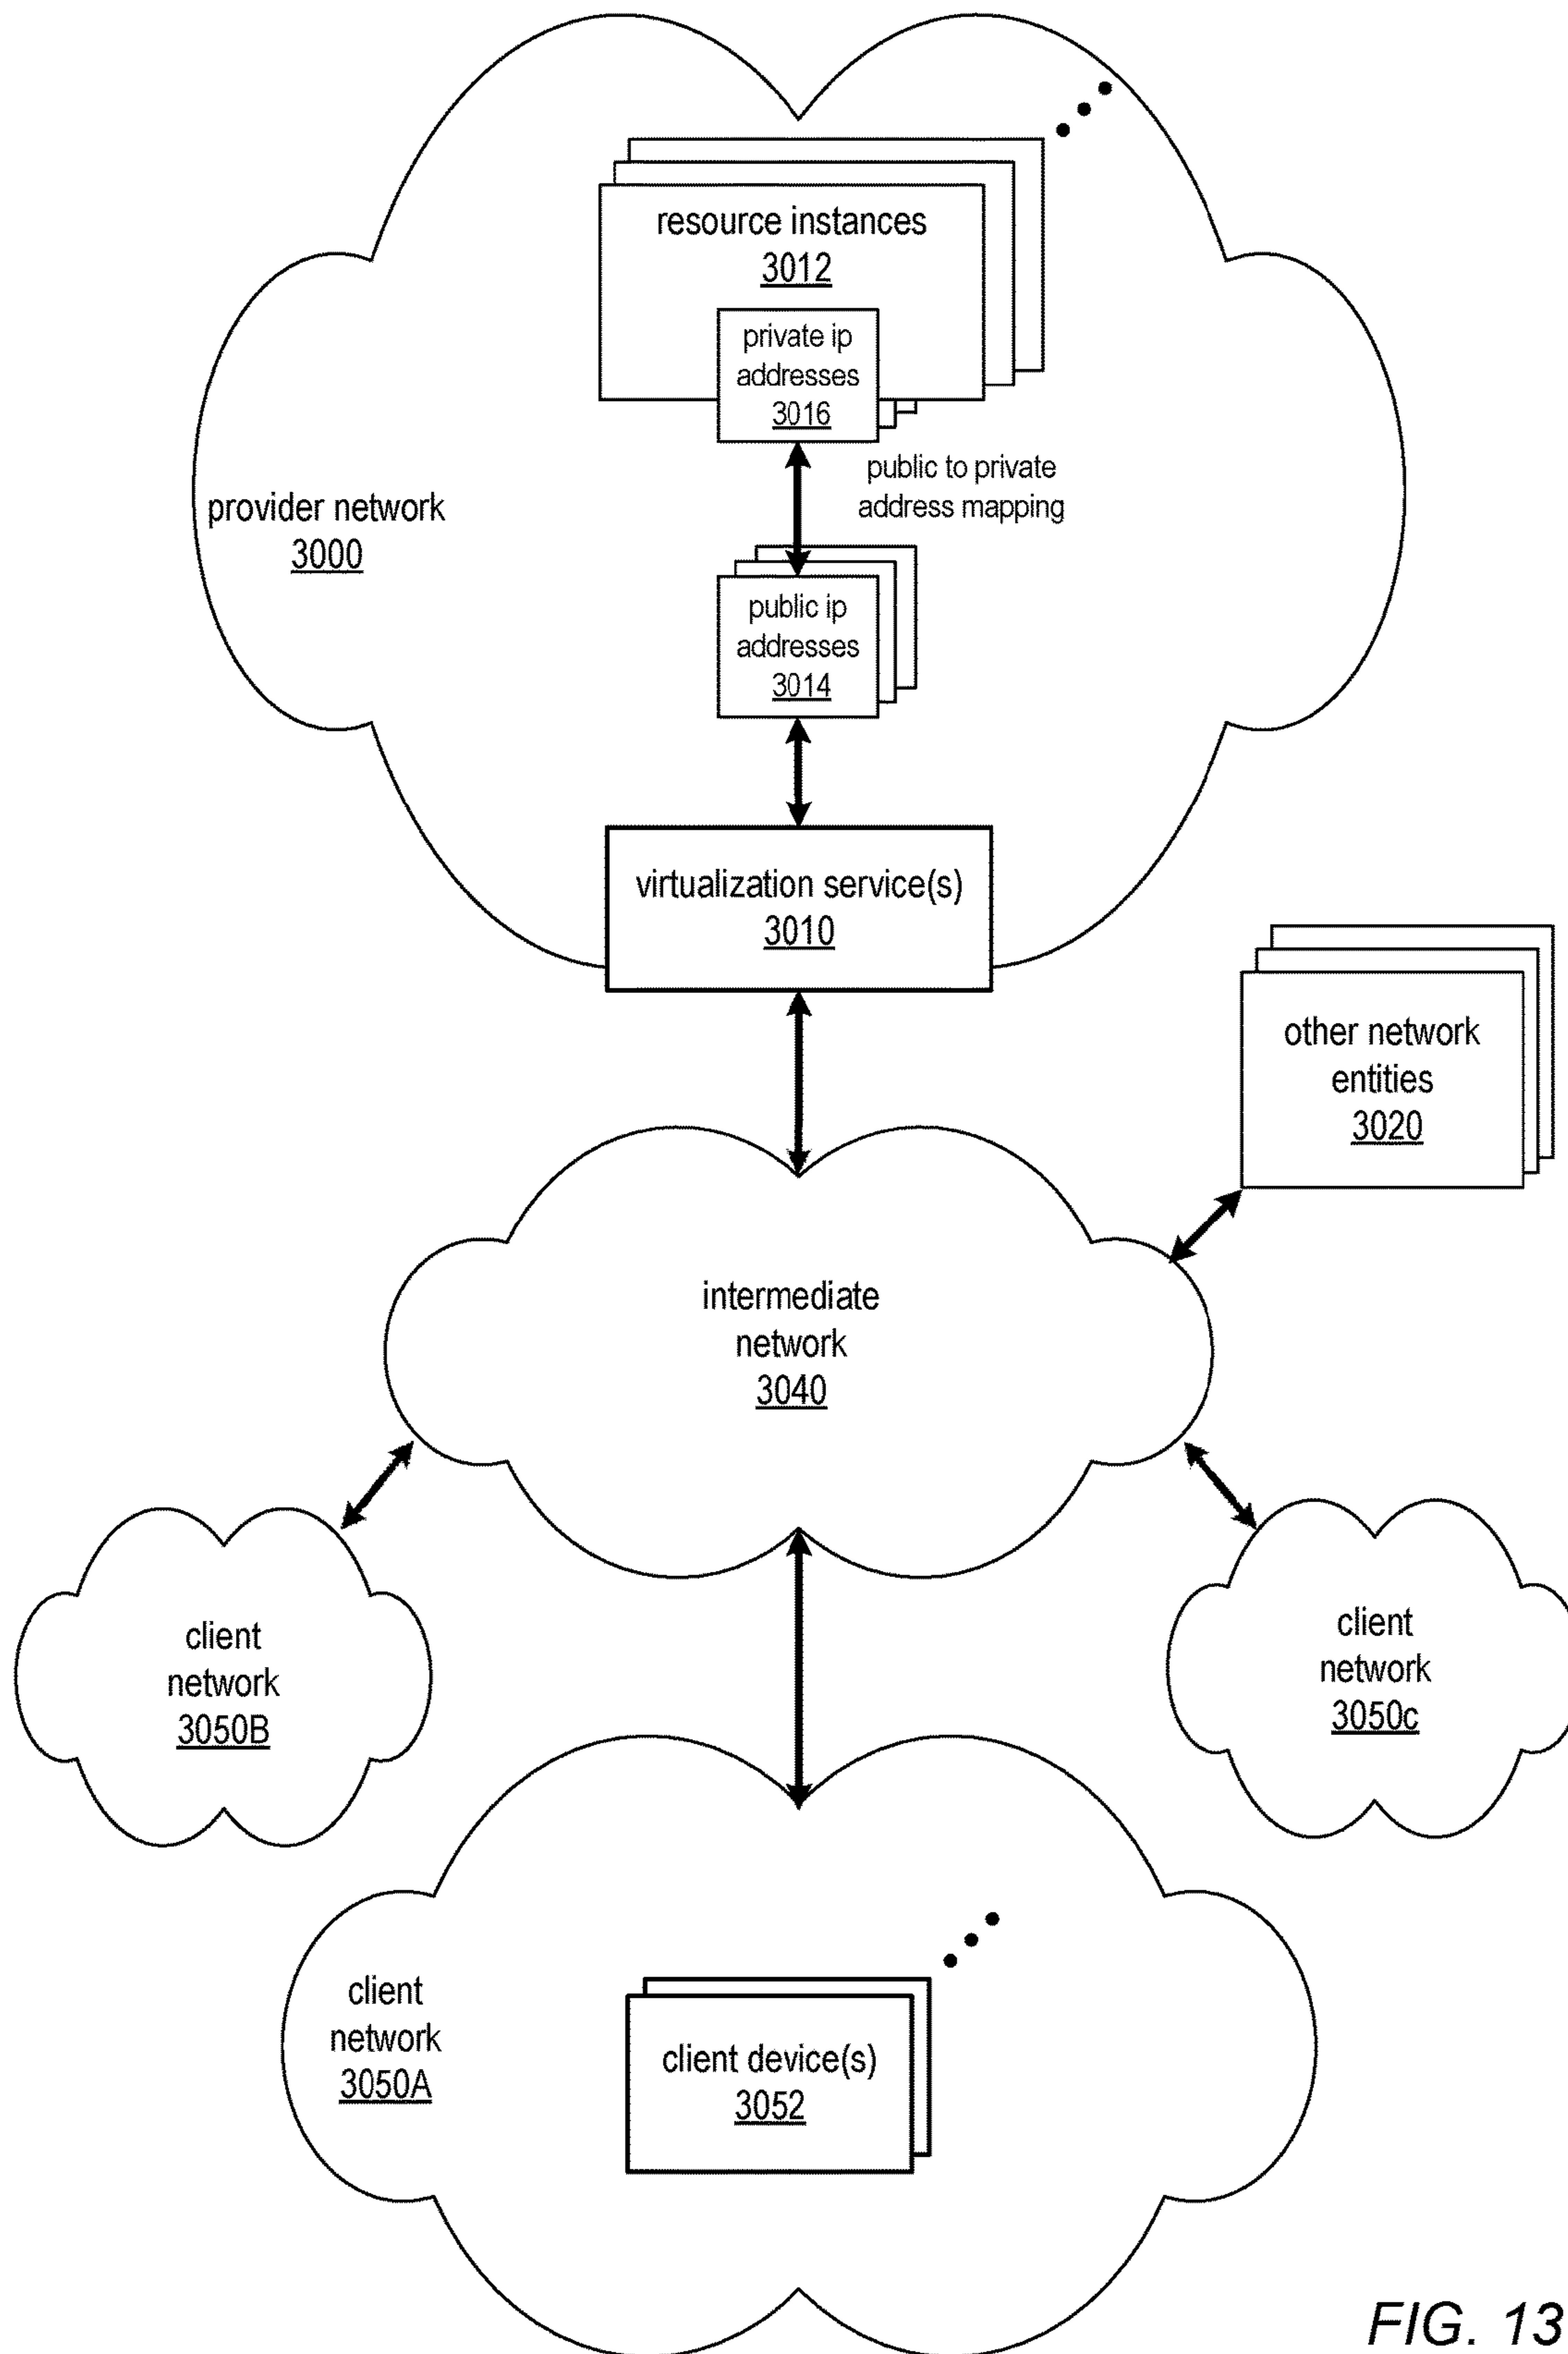 resource instances
3012
private ip
addresses
3016
public to private
address mapping
provider network
3000
public ip
addresses
3014
virtualization service(s)
3010
other network
entities
3020
intermediate
network
3040
client
network
3050B
client
network
3050c
client
network
3050A
client device(s)
3052
FIG. 13